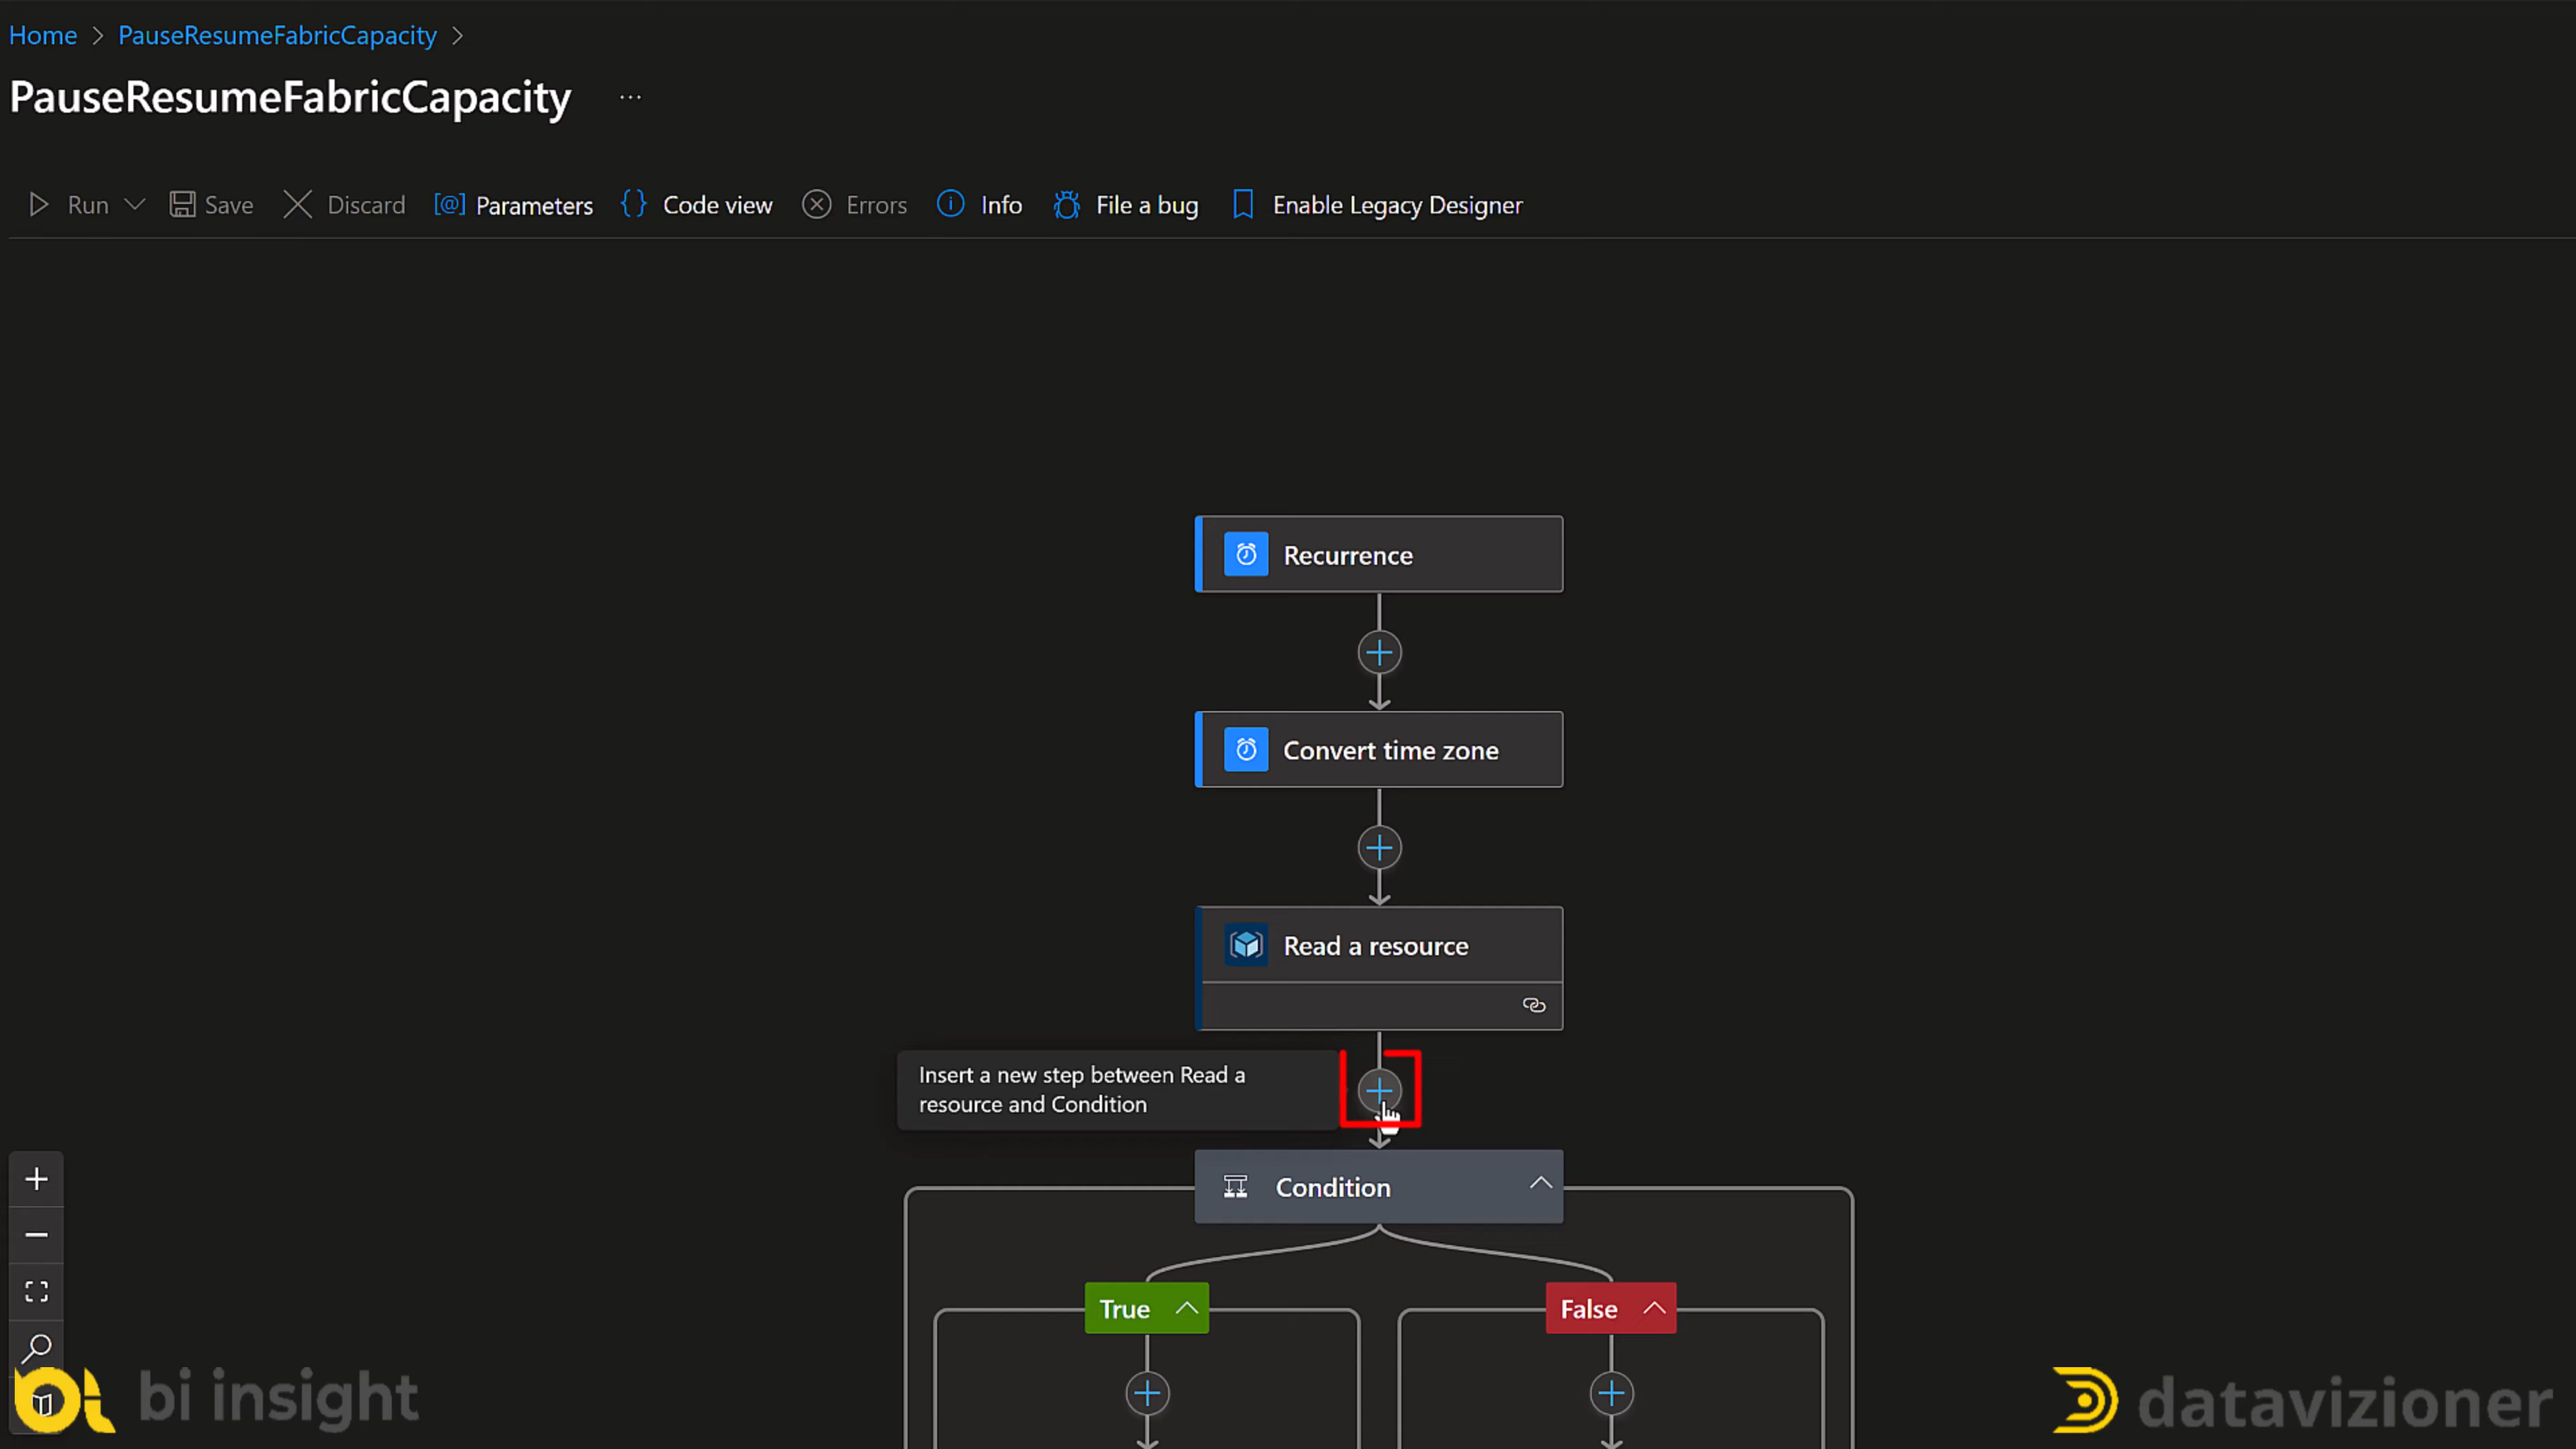 Home > PauseResumeFabricCapacity >
PauseResumeFabricCapacity ...
Run Save Discard [@] Parameters {} Code view Errors Info File a bug Enable Legacy Designer
Recurrence
Convert time zone
Read a resource
Insert a new step between Read a
resource and Condition
Condition
True
False
bi insight
datavizioner